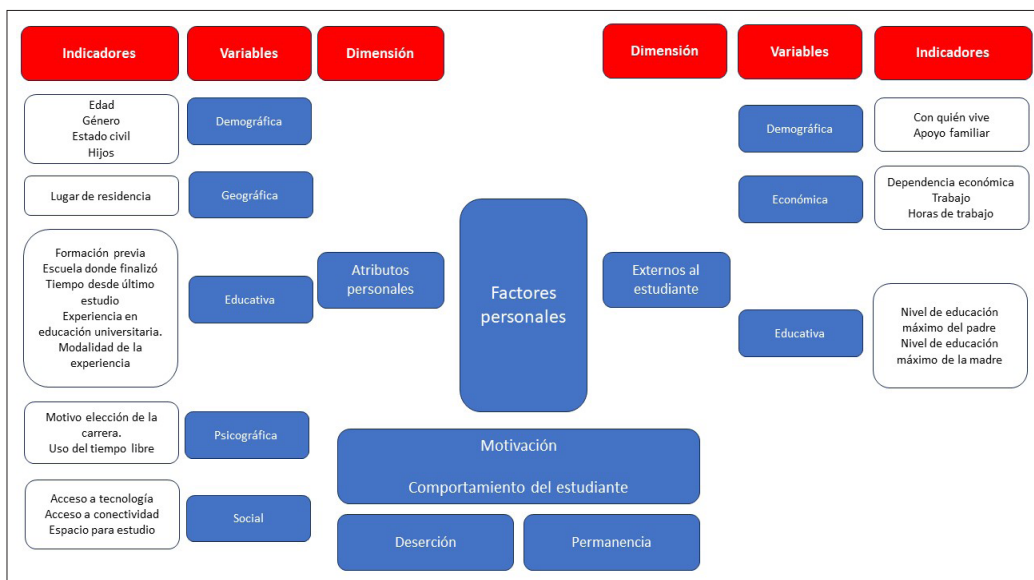 Indicadores
Variables
Dimensión
Dimensión
Variables
Indicadores
Edad
Género
Estado civil
Hijos
Demográfica
Lugar de residencia
Geográfica
Formación previa
Escuela donde finalizó
Tiempo desde último
estudio
Experiencia en
educación universitaria.
Modalidad de la
experiencia
Educativa
Atributos
personales
Motivo elección de la
carrera.
Uso del tiempo libre
Psicográfica
Acceso a tecnología
Acceso a conectividad
Espacio para estudio
Social
Factores
personales
Motivación
Comportamiento del estudiante
Deserción
Permanencia
Externos al
estudiante
Demográfica
Con quién vive
Apoyo familiar
Económica
Dependencia económica
Trabajo
Horas de trabajo
Educativa
Nivel de educación
máximo del padre
Nivel de educación
máximo de la madre